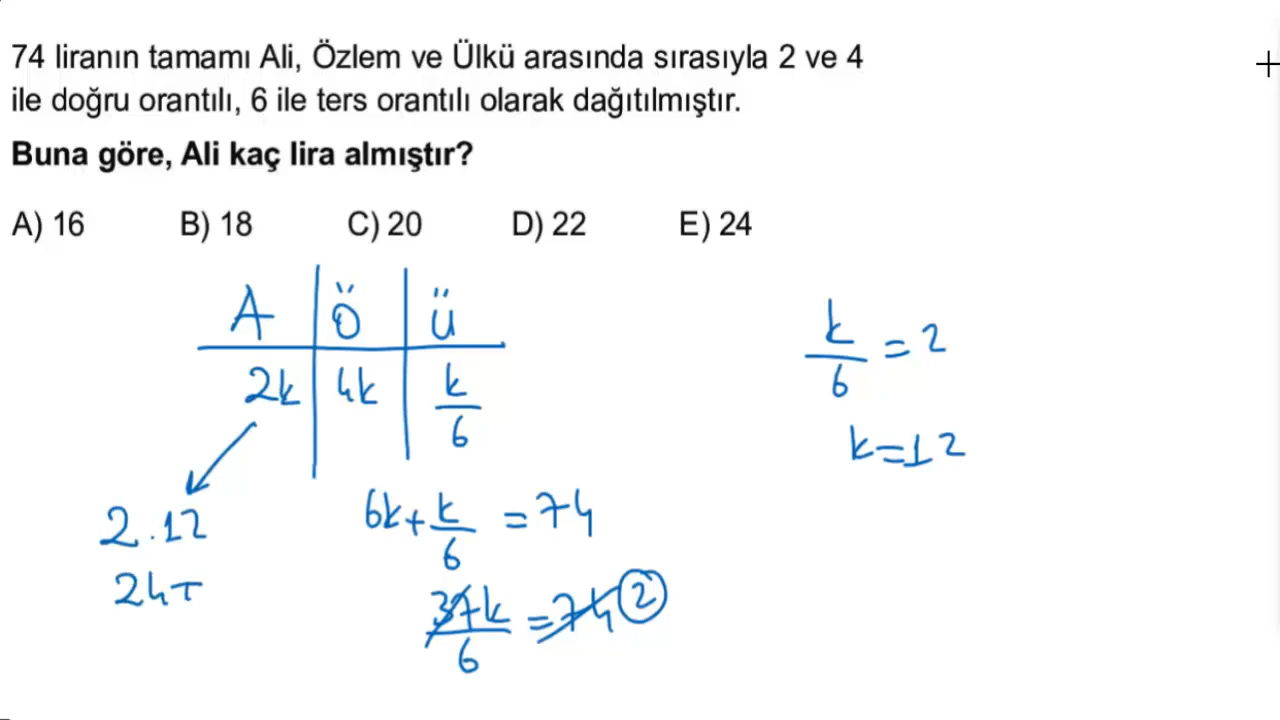 74 liranın tamamı Ali, Özlem ve Ülkü arasında sırasıyla 2 ve 4
ile doğru orantılı, 6 ile ters orantılı olarak dağıtılmıştır.
Buna göre, Ali kaç lira almıştır?
A) 16 B) 18 C) 20 D) 22 E) 24
A Ö Ü
2k 4k k/6
2.12
24T
6k+k/6 = 74
37k/6 = 74 2
k/6 = 2
k=12